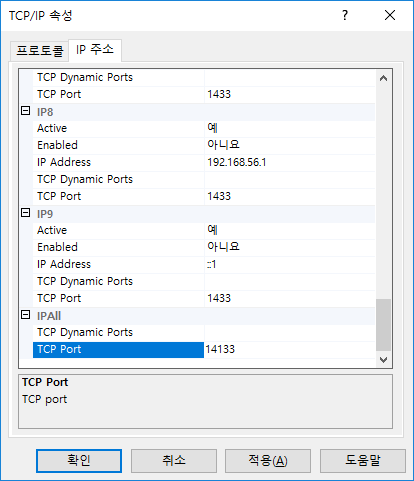 TCP/IP 속성
프로토콜 IP 주소
TCP Dynamic Ports
TCP Port 1433
IP8
Active 예
Enabled 아니요
IP Address 192.168.56.1
TCP Dynamic Ports
TCP Port 1433
IP9
Active 예
Enabled 아니요
IP Address ::1
TCP Dynamic Ports
TCP Port 1433
IPAll
TCP Dynamic Ports
TCP Port 14133
TCP Port
TCP port
확인 취소 적용(A) 도움말